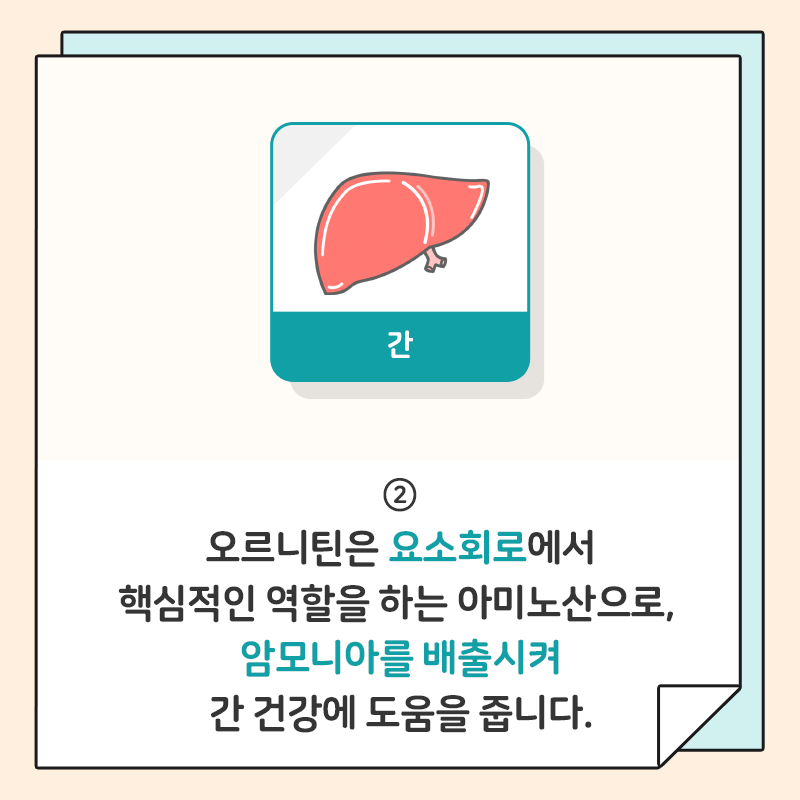 간
②
오르니틴은 요소회로에서
핵심적인 역할을 하는 아미노산으로,
암모니아를 배출시켜
간 건강에 도움을 줍니다.